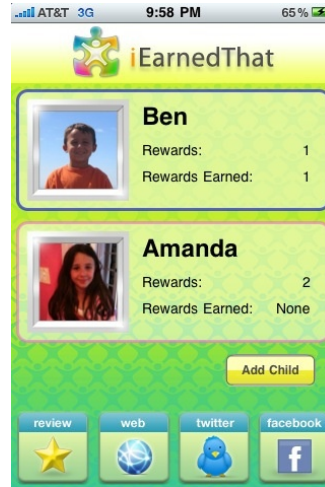 AT&T 3G 9:58 PM 65%
iEarnedThat
Ben
Rewards: 1
Rewards Earned: 1
Amanda
Rewards: 2
Rewards Earned: None
Add Child
review web twitter facebook
f